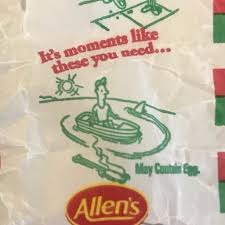 It's moments like
these you need...
May Contain Egg.
Allen's